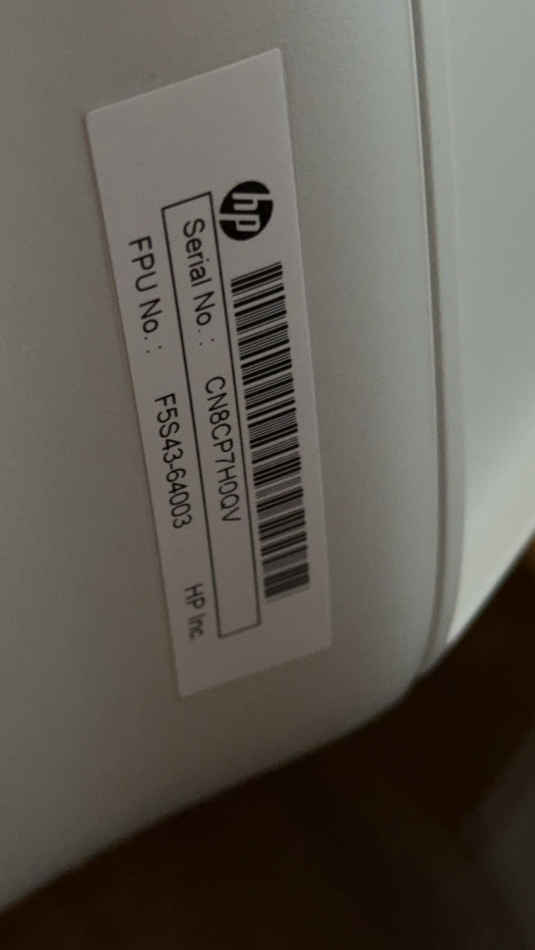 hp
Serial No. : CN8CP7H0QV
FPU No. : F5S43-64003 HP Inc.